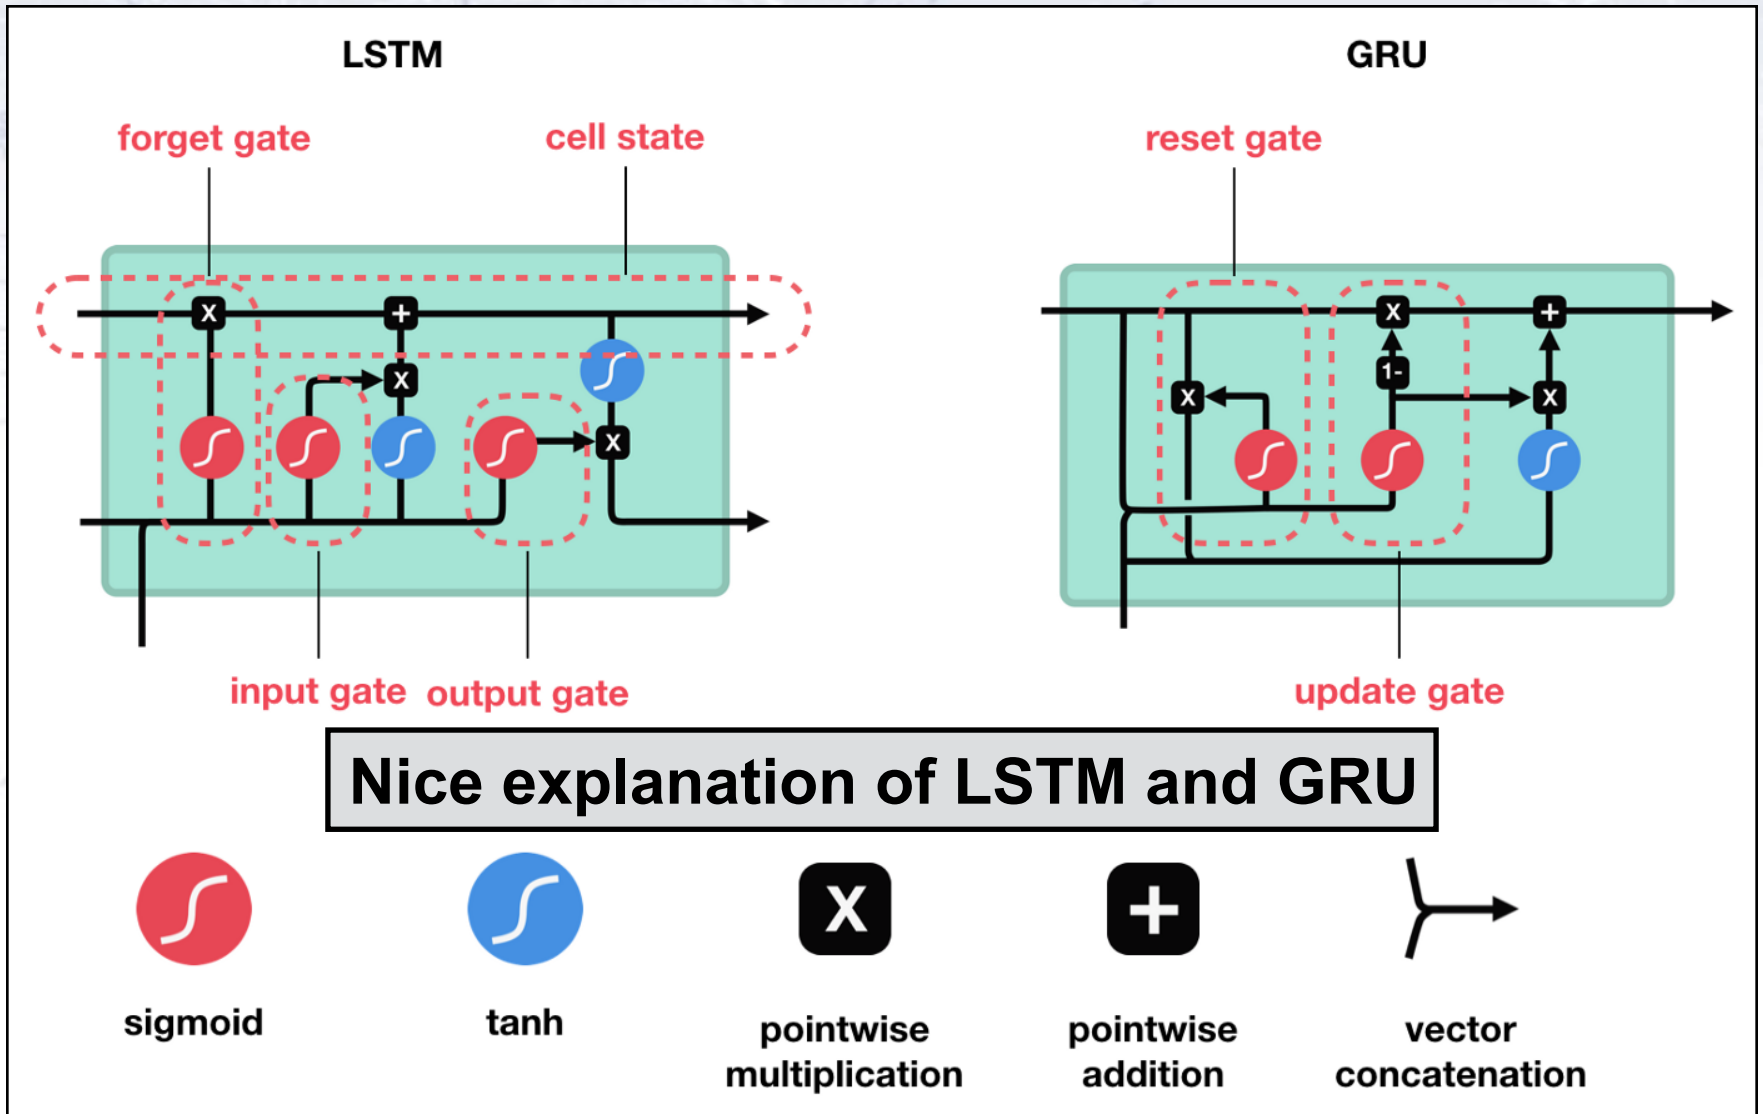 LSTM
GRU
forget gate
cell state
reset gate
X
+
X
X
X
+
1-
X
X
input gate
output gate
update gate
Nice explanation of LSTM and GRU
X
+
sigmoid
tanh
pointwise
multiplication
pointwise
addition
vector
concatenation